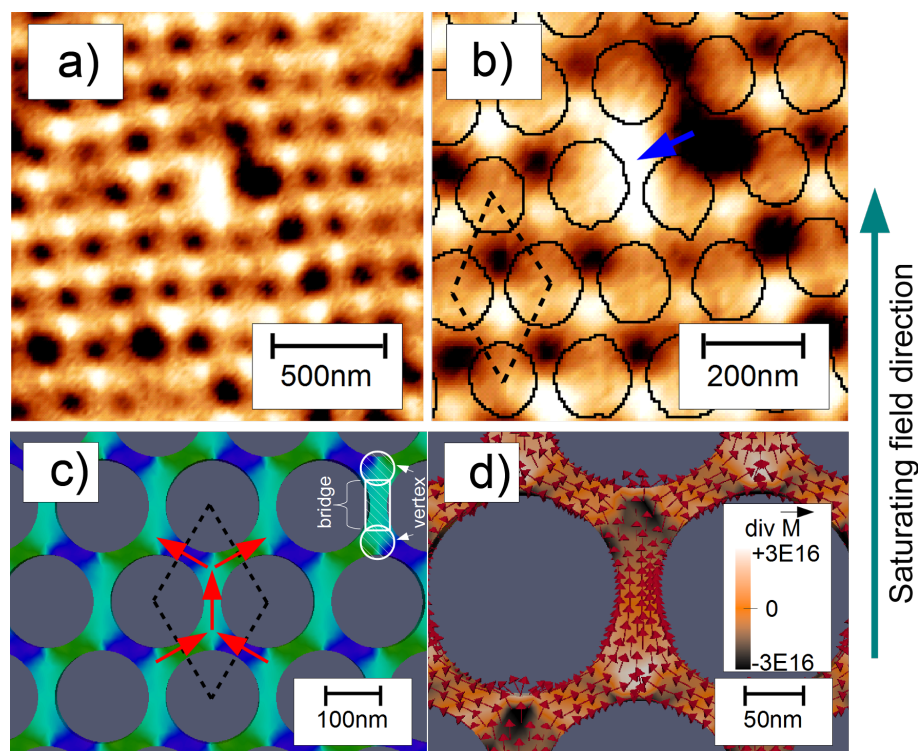 a)
500nm
b)
200nm
Saturating field direction
c)
bridge
vertex
100nm
d)
div M
+3E16
0
-3E16
50nm